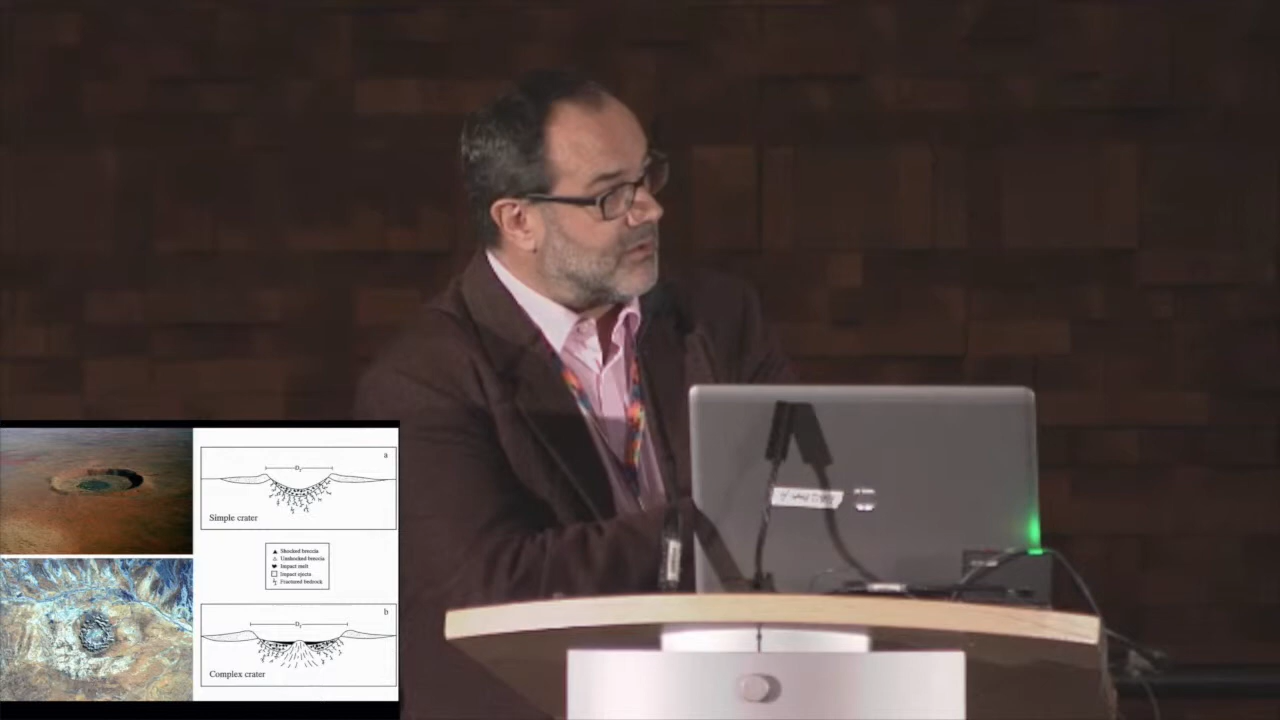 a
D
Simple crater
Shocked breccia
Unshocked breccia
Impact melt
Impact ejecta
Fractured bedrock
b
D
Complex crater